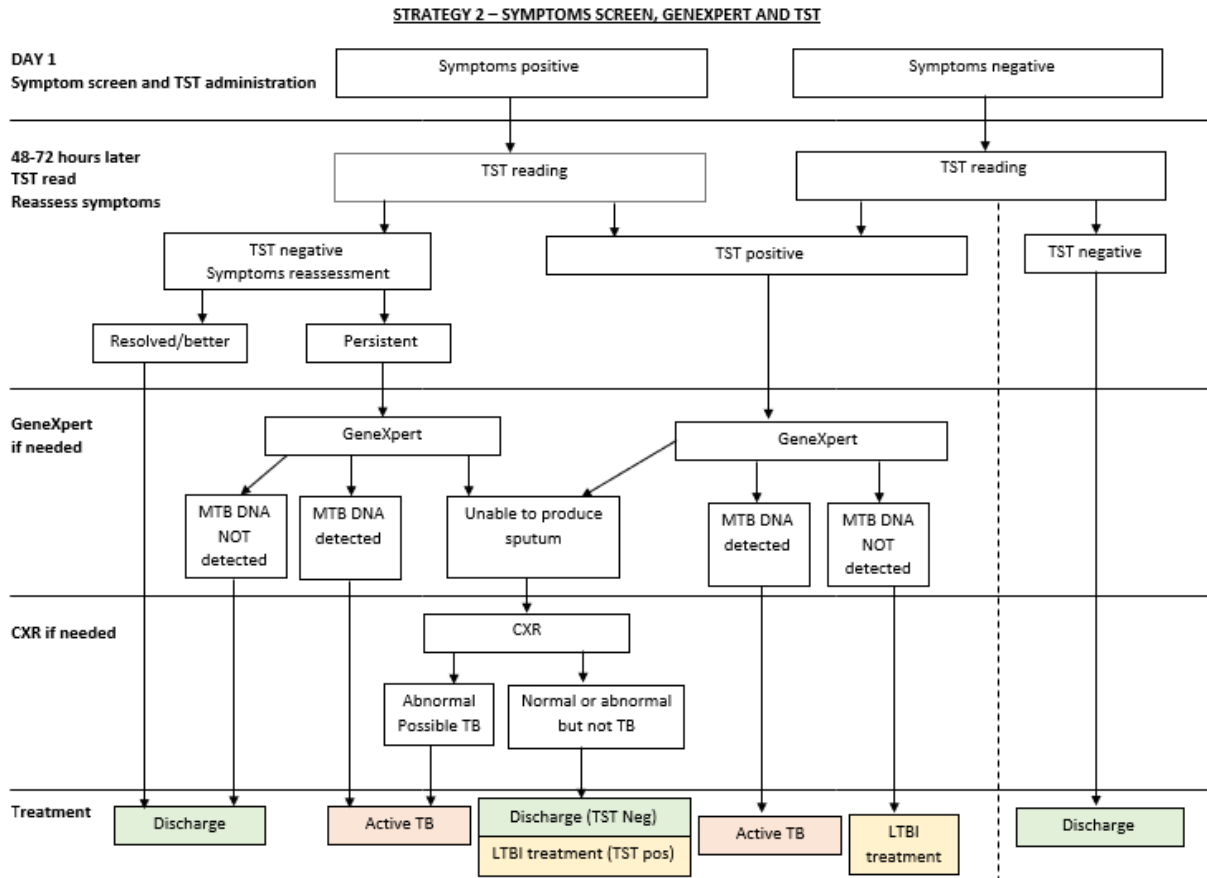 STRATEGY 2 – SYMPTOMS SCREEN, GENEXPERT AND TST
DAY 1
Symptom screen and TST administration
Symptoms positive
Symptoms negative
48-72 hours later
TST read
Reassess symptoms
TST reading
TST reading
TST negative
Symptoms reassessment
TST positive
TST negative
Resolved/better
Persistent
GeneXpert
if needed
GeneXpert
GeneXpert
MTB DNA
NOT
detected
MTB DNA
detected
Unable to produce
sputum
MTB DNA
detected
MTB DNA
NOT
detected
CXR if needed
CXR
Abnormal
Possible TB
Normal or abnormal
but not TB
Treatment
Discharge
Active TB
Discharge (TST Neg)
LTBI treatment (TST pos)
Active TB
LTBI
treatment
Discharge